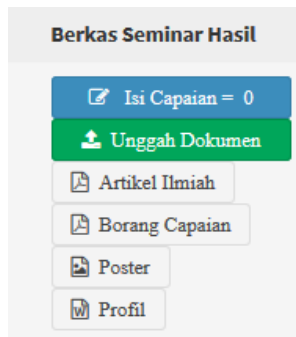 Berkas Seminar Hasil
Isi Capaian = 0
Unggah Dokumen
Artikel Ilmiah
Borang Capaian
Poster
Profil